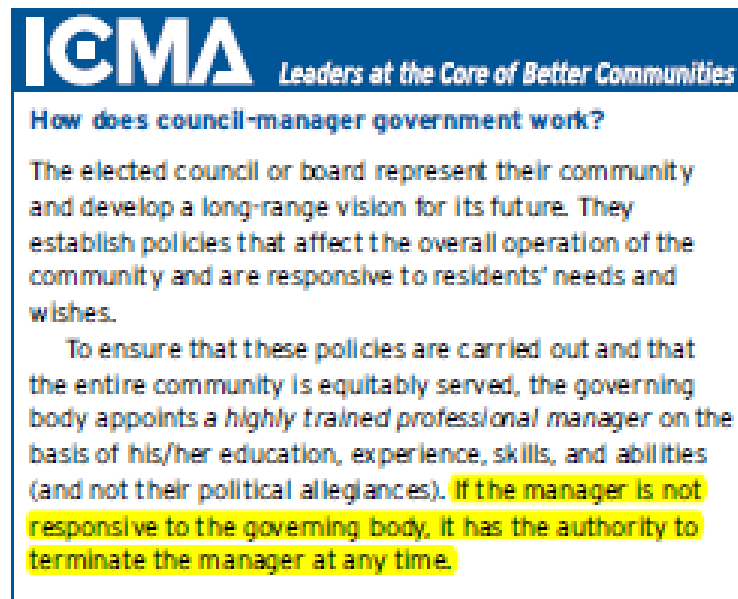 ICMA Leaders at the Core of Better Communities
How does council-manager government work?
The elected council or board represent their community
and develop a long-range vision for its future. They
establish policies that affect the overall operation of the
community and are responsive to residents' needs and
wishes.
To ensure that these policies are carried out and that
the entire community is equitably served, the governing
body appoints a highly trained professional manager on the
basis of his/her education, experience, skills, and abilities
(and not their political allegiances). If the manager is not
responsive to the governing body, it has the authority to
terminate the manager at any time.